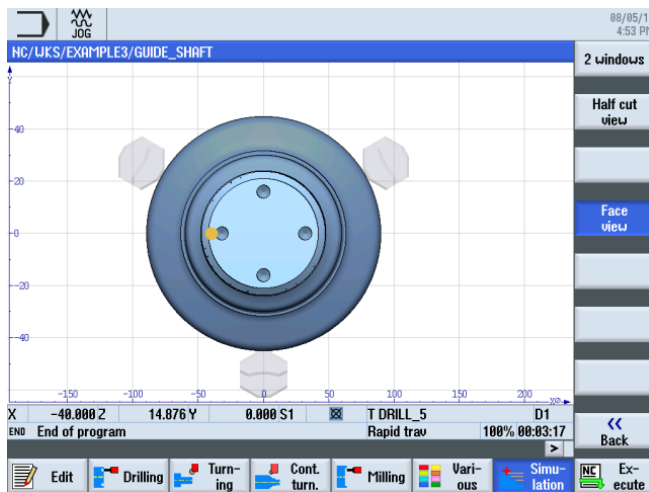 JOG
08/05/1
4:53 PM
NC/WKS/EXAMPLE3/GUIDE_SHAFT
2 windows
Half cut
view
Face
view
Y
40
-20
-0
-20
-40
-150 -100 -50 0 50 100 150 200 X⌀
X -40.000 Z 14.876 Y 0.000 S1 T DRILL_5 D1
END End of program Rapid trav 100% 00:03:17
<<
Back
>
Edit
Drilling
Turn-
ing
Cont.
turn.
Milling
Vari-
ous
Simu-
lation
NC Ex-
ecute